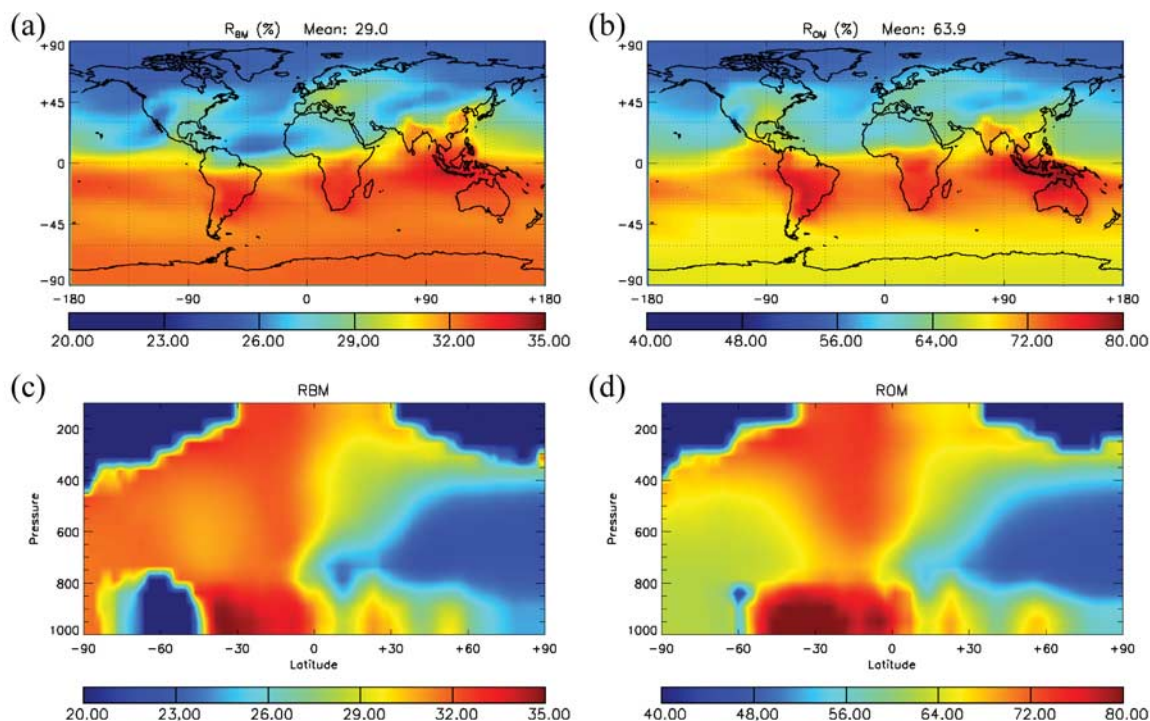 (a)
R_BM (%) Mean: 29.0
+90
+45
0
-45
-90
-180 -90 0 +90 +180
20.00 23.00 26.00 29.00 32.00 35.00
(b)
R_OM (%) Mean: 63.9
+90
+45
0
-45
-90
-180 -90 0 +90 +180
40.00 48.00 56.00 64.00 72.00 80.00
(c)
RBM
Pressure
200
400
600
800
1000
-90 -60 -30 0 +30 +60 +90
Latitude
20.00 23.00 26.00 29.00 32.00 35.00
(d)
ROM
Pressure
200
400
600
800
1000
-90 -60 -30 0 +30 +60 +90
Latitude
40.00 48.00 56.00 64.00 72.00 80.00